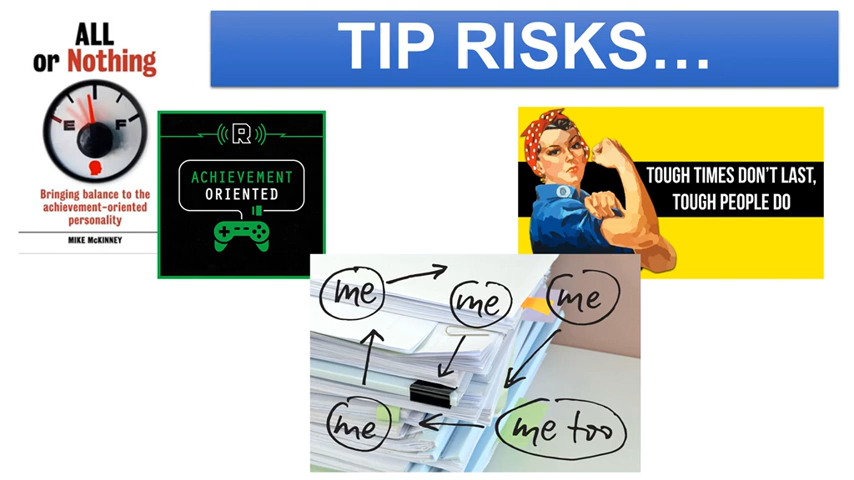 TIP RISKS…
ALL
or Nothing
E F
Bringing balance to the
achievement-oriented
personality
MIKE McKINNEY
R
ACHIEVEMENT
ORIENTED
TOUGH TIMES DON'T LAST,
TOUGH PEOPLE DO
me
me
me
me
me too